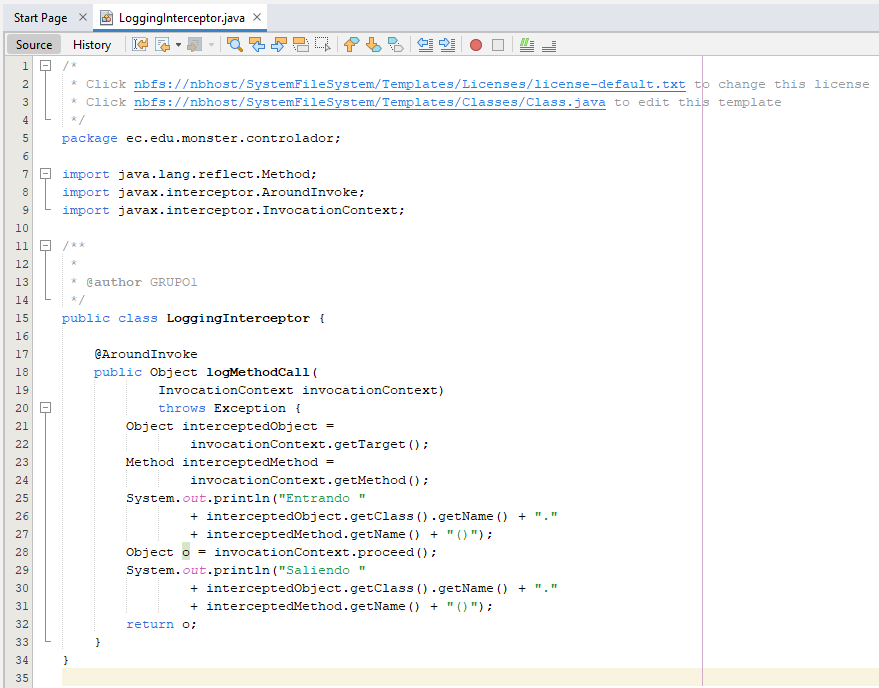 Start Page LoggingInterceptor.java
Source History
1 /*
2 * Click nbfs://nbhost/SystemFileSystem/Templates/Licenses/license-default.txt to change this license
3 * Click nbfs://nbhost/SystemFileSystem/Templates/Classes/Class.java to edit this template
4 */
5 package ec.edu.monster.controlador;
6
7 import java.lang.reflect.Method;
8 import javax.interceptor.AroundInvoke;
9 import javax.interceptor.InvocationContext;
10
11 /**
12 *
13 * @author GRUPO1
14 */
15 public class LoggingInterceptor {
16
17 @AroundInvoke
18 public Object logMethodCall(
19 InvocationContext invocationContext)
20 throws Exception {
21 Object interceptedObject =
22 invocationContext.getTarget();
23 Method interceptedMethod =
24 invocationContext.getMethod();
25 System.out.println("Entrando "
26 + interceptedObject.getClass().getName() + "."
27 + interceptedMethod.getName() + "()");
28 Object o = invocationContext.proceed();
29 System.out.println("Saliendo "
30 + interceptedObject.getClass().getName() + "."
31 + interceptedMethod.getName() + "()");
32 return o;
33 }
34 }
35